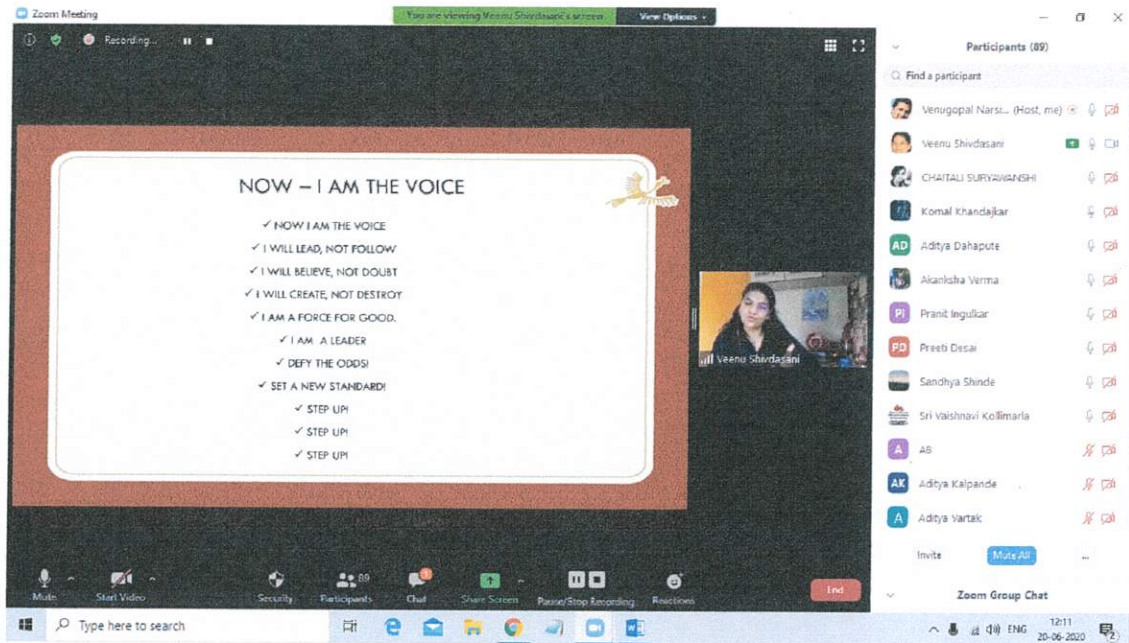 Zoom Meeting
You are viewing Veenu Shivdasani's screen
View Options
Recording...
Participants (89)
Find a participant
NOW – I AM THE VOICE
✓ NOW I AM THE VOICE
✓ I WILL LEAD, NOT FOLLOW
✓ I WILL BELIEVE, NOT DOUBT
✓ I WILL CREATE, NOT DESTROY
✓ I AM A FORCE FOR GOOD.
✓ I AM A LEADER
✓ DEFY THE ODDS!
✓ SET A NEW STANDARD!
✓ STEP UP!
✓ STEP UP!
✓ STEP UP!
Veenu Shivdasani
Venugopal Narsi... (Host, me)
Veenu Shivdasani
CHAITALI SURYAWANSHI
Komal Khandajkar
AD Aditya Dahapute
Akanksha Verma
PI Pranit Ingulkar
PD Preeti Desai
Sandhya Shinde
Sri Vaishnavi Kollimarla
A AB
AK Aditya Kalpande
A Aditya Vartak
Invite Mute All ...
Zoom Group Chat
Mute
Start Video
Security
89
Participants
Chat
Share Screen
Pause/Stop Recording
Reactions
End
Type here to search
ENG
12:11
20-06-2020